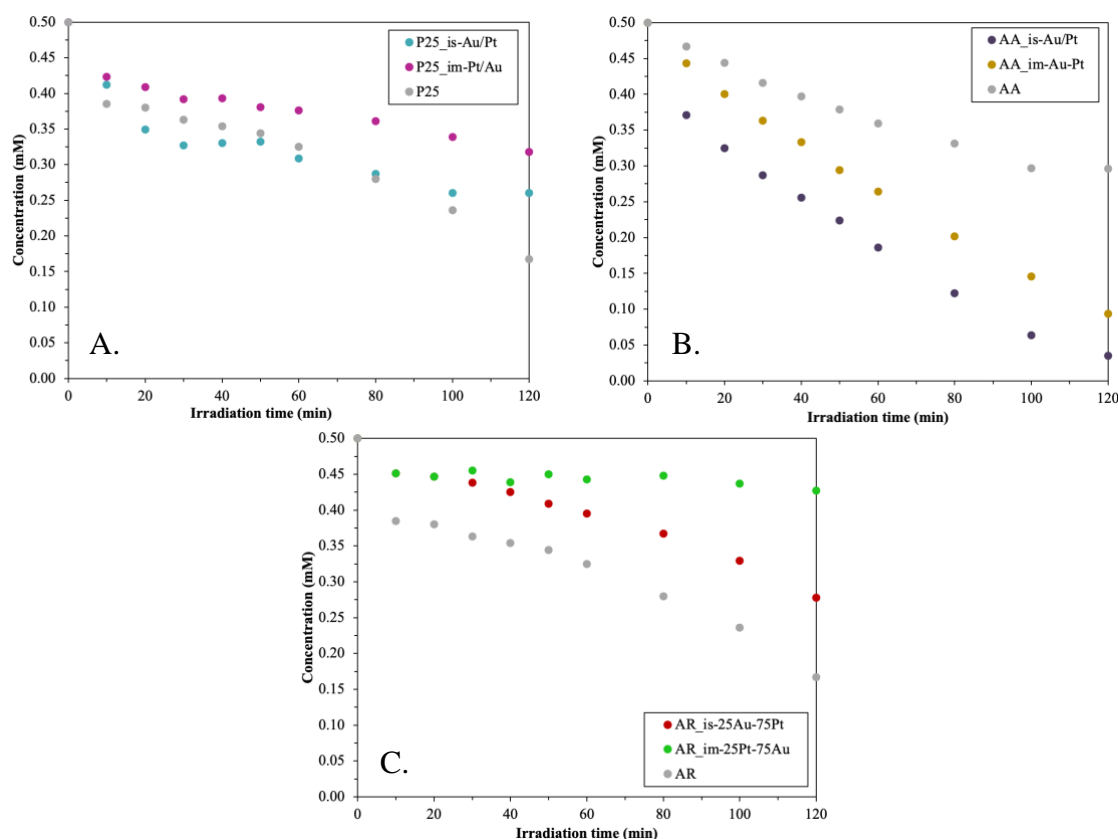 0.50
0.45
0.40
0.35
0.30
0.25
0.20
0.15
0.10
0.05
0.00
Concentration (mM)
P25_is-Au/Pt
P25_im-Pt/Au
P25
A.
0 20 40 60 80 100 120
Irradiation time (min)
0.50
0.45
0.40
0.35
0.30
0.25
0.20
0.15
0.10
0.05
0.00
Concentration (mM)
AA_is-Au/Pt
AA_im-Au-Pt
AA
B.
0 20 40 60 80 100 120
Irradiation time (min)
0.50
0.45
0.40
0.35
0.30
0.25
0.20
0.15
0.10
0.05
0.00
Concentration (mM)
AR_is-25Au-75Pt
AR_im-25Pt-75Au
AR
C.
0 20 40 60 80 100 120
Irradiation time (min)